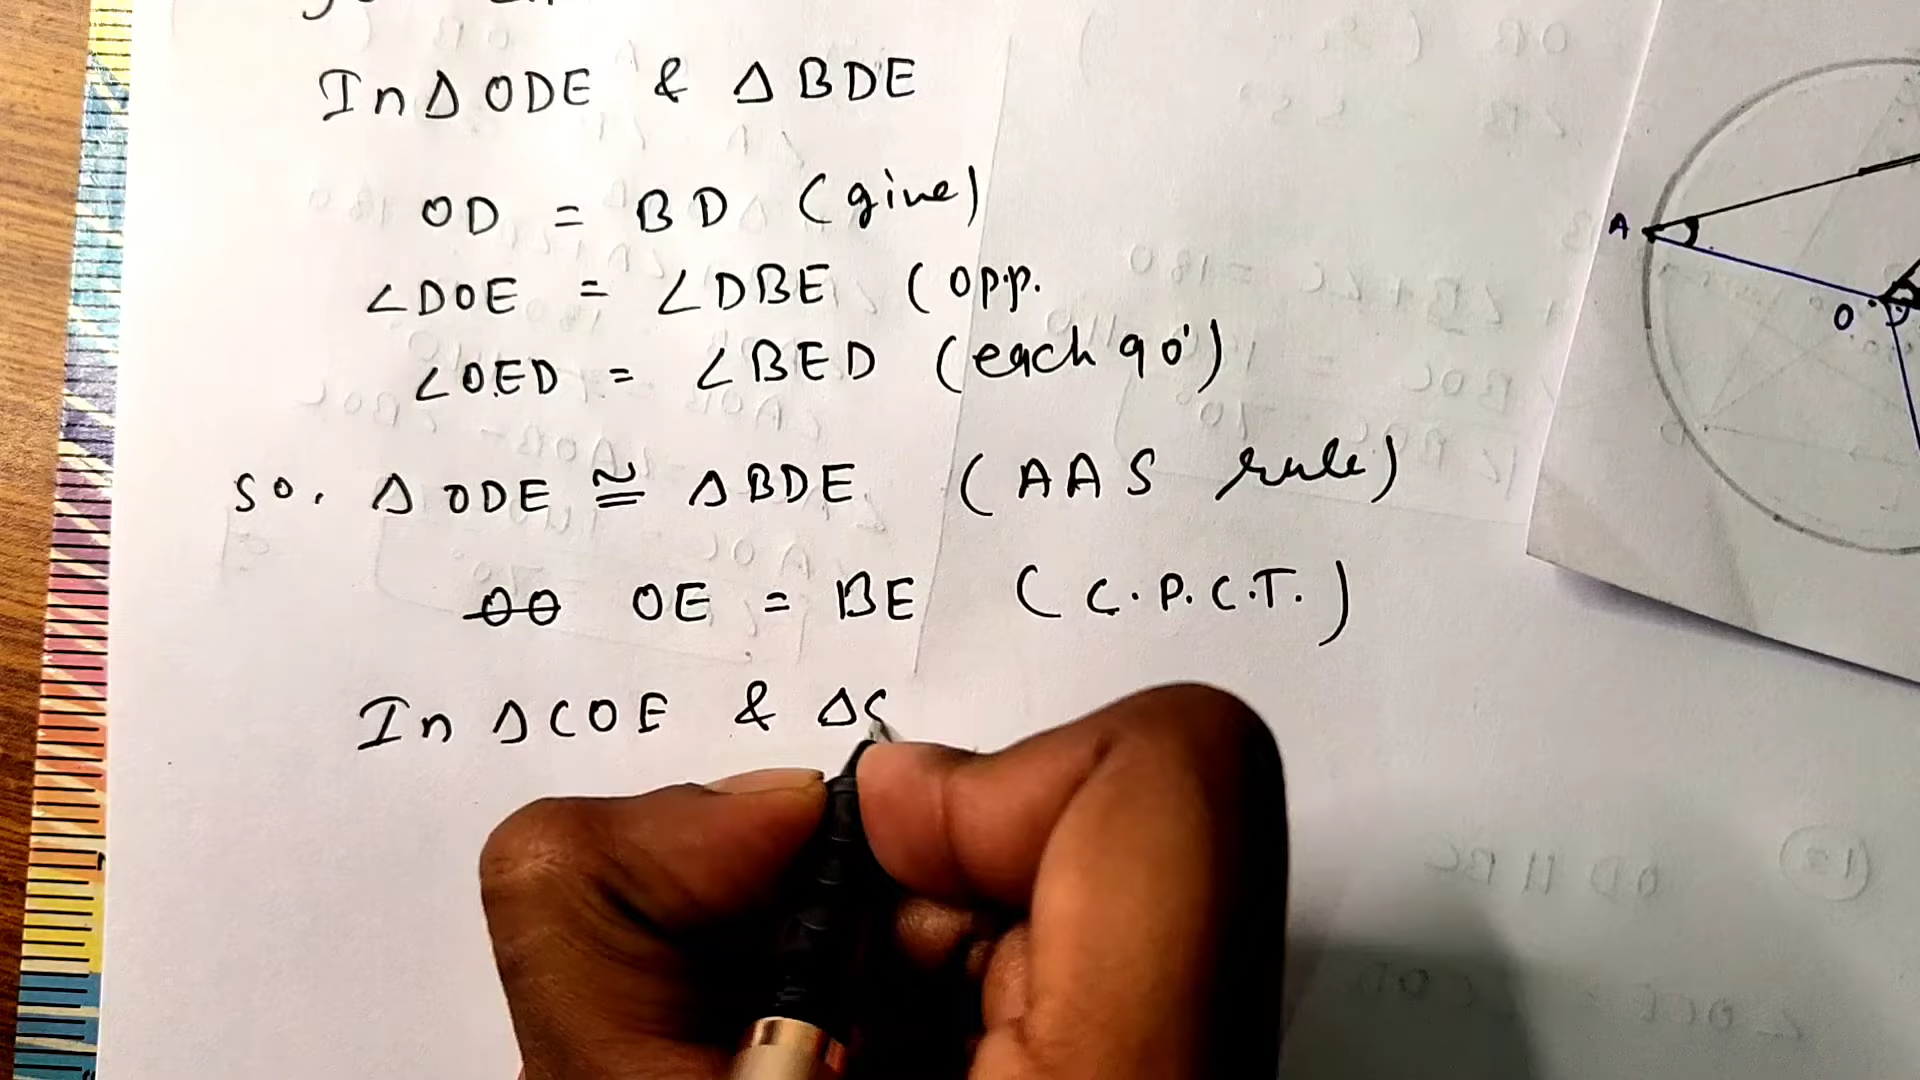 In Δ ODE & Δ BDE
OD = BD (give)
∠DOE = ∠DBE (opp.
∠OED = ∠BED (each 90°)
So, Δ ODE ≅ Δ BDE (AAS rule)
OE = BE (C.P.C.T.)
In Δ COE & Δ C
A
O